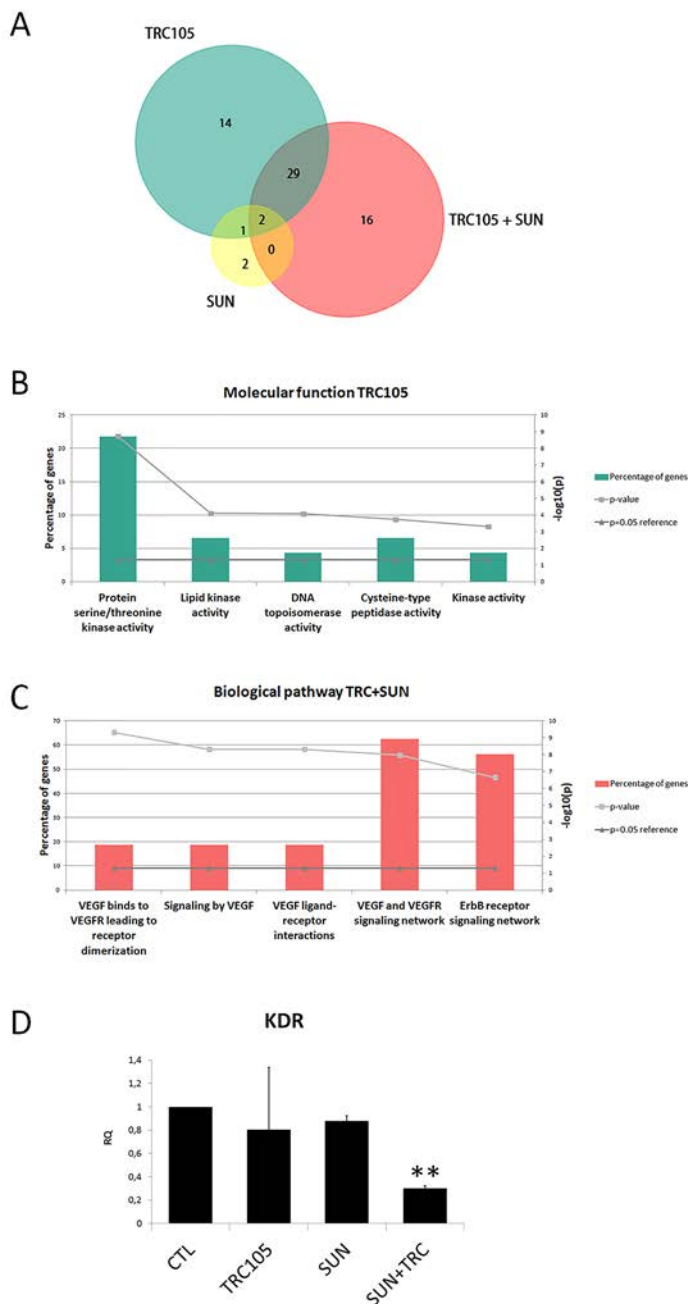 A
TRC105
14
29
2
16
TRC105 + SUN
1
0
2
SUN
B
Molecular function TRC105
Percentage of genes
25
20
15
10
5
0
10
9
8
7
6
5
4
3
2
1
0
-log10(p)
Percentage of genes
p-value
p=0.05 reference
Protein serine/threonine kinase activity
Lipid kinase activity
DNA topoisomerase activity
Cysteine-type peptidase activity
Kinase activity
C
Biological pathway TRC+SUN
Percentage of genes
70
60
50
40
30
20
10
0
10
9
8
7
6
5
4
3
2
1
0
-log10(p)
Percentage of genes
p-value
p=0.05 reference
VEGF binds to VEGFR leading to receptor dimerization
Signaling by VEGF
VEGF ligand-receptor interactions
VEGF and VEGFR signaling network
ErbB receptor signaling network
D
KDR
RQ
1,4
1,2
1
0,8
0,6
0,4
0,2
0
**
CTL
TRC105
SUN
SUN+TRC